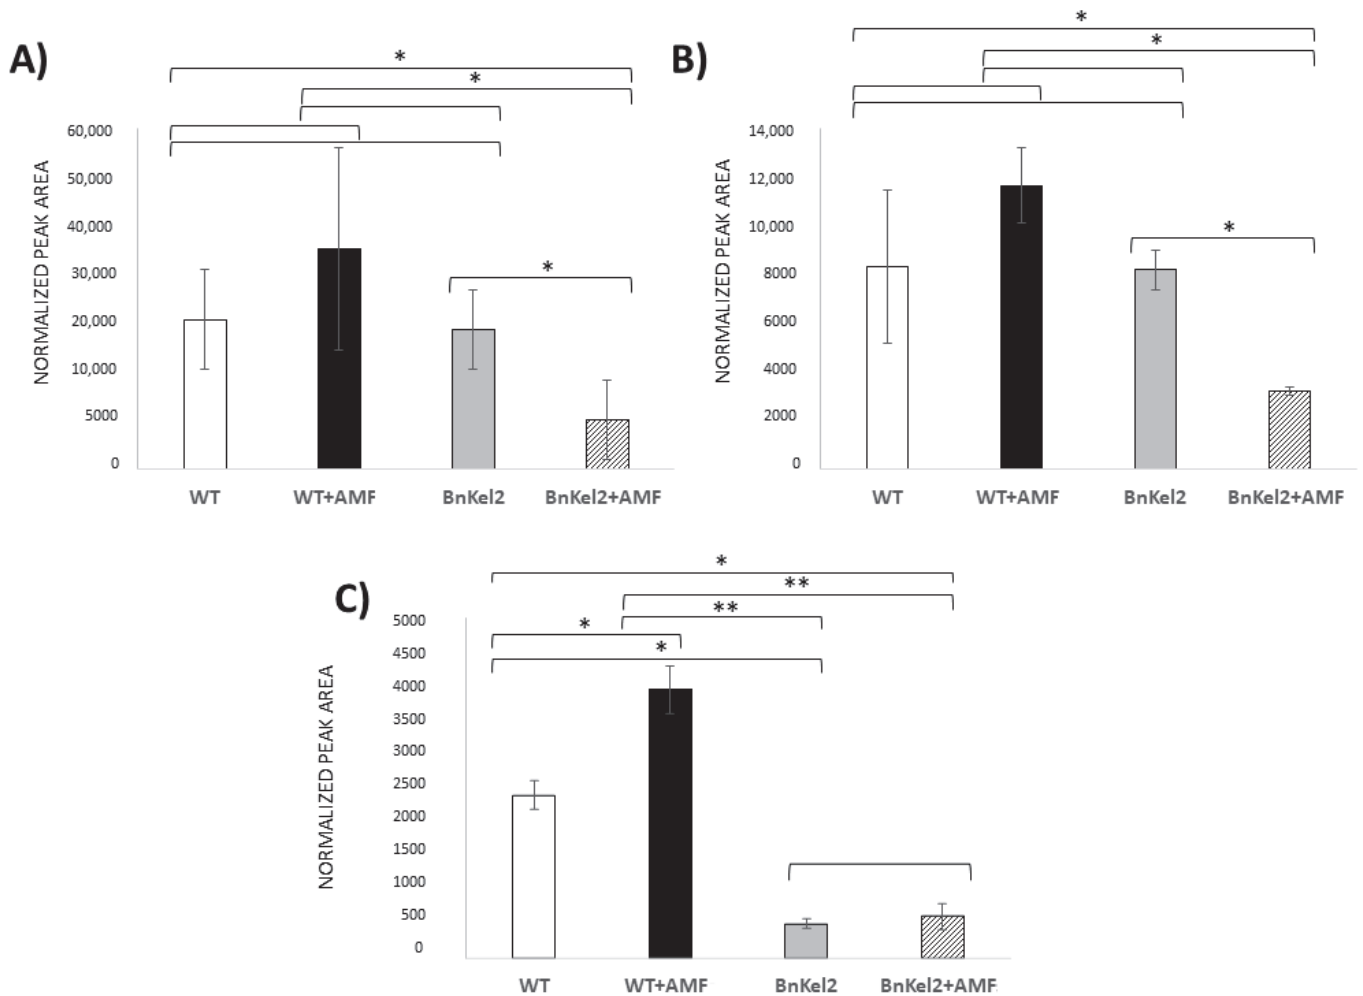 A)
*
*
NORMALIZED PEAK AREA
60,000
50,000
40,000
30,000
20,000
10,000
5000
0
*
WT
WT+AMF
BnKel2
BnKel2+AMF
B)
*
*
NORMALIZED PEAK AREA
14,000
12,000
10,000
8000
6000
4000
2000
0
*
WT
WT+AMF
BnKel2
BnKel2+AMF
C)
*
**
**
*
*
NORMALIZED PEAK AREA
5000
4500
4000
3500
3000
2500
2000
1500
1000
500
0
WT
WT+AMF
BnKel2
BnKel2+AMF